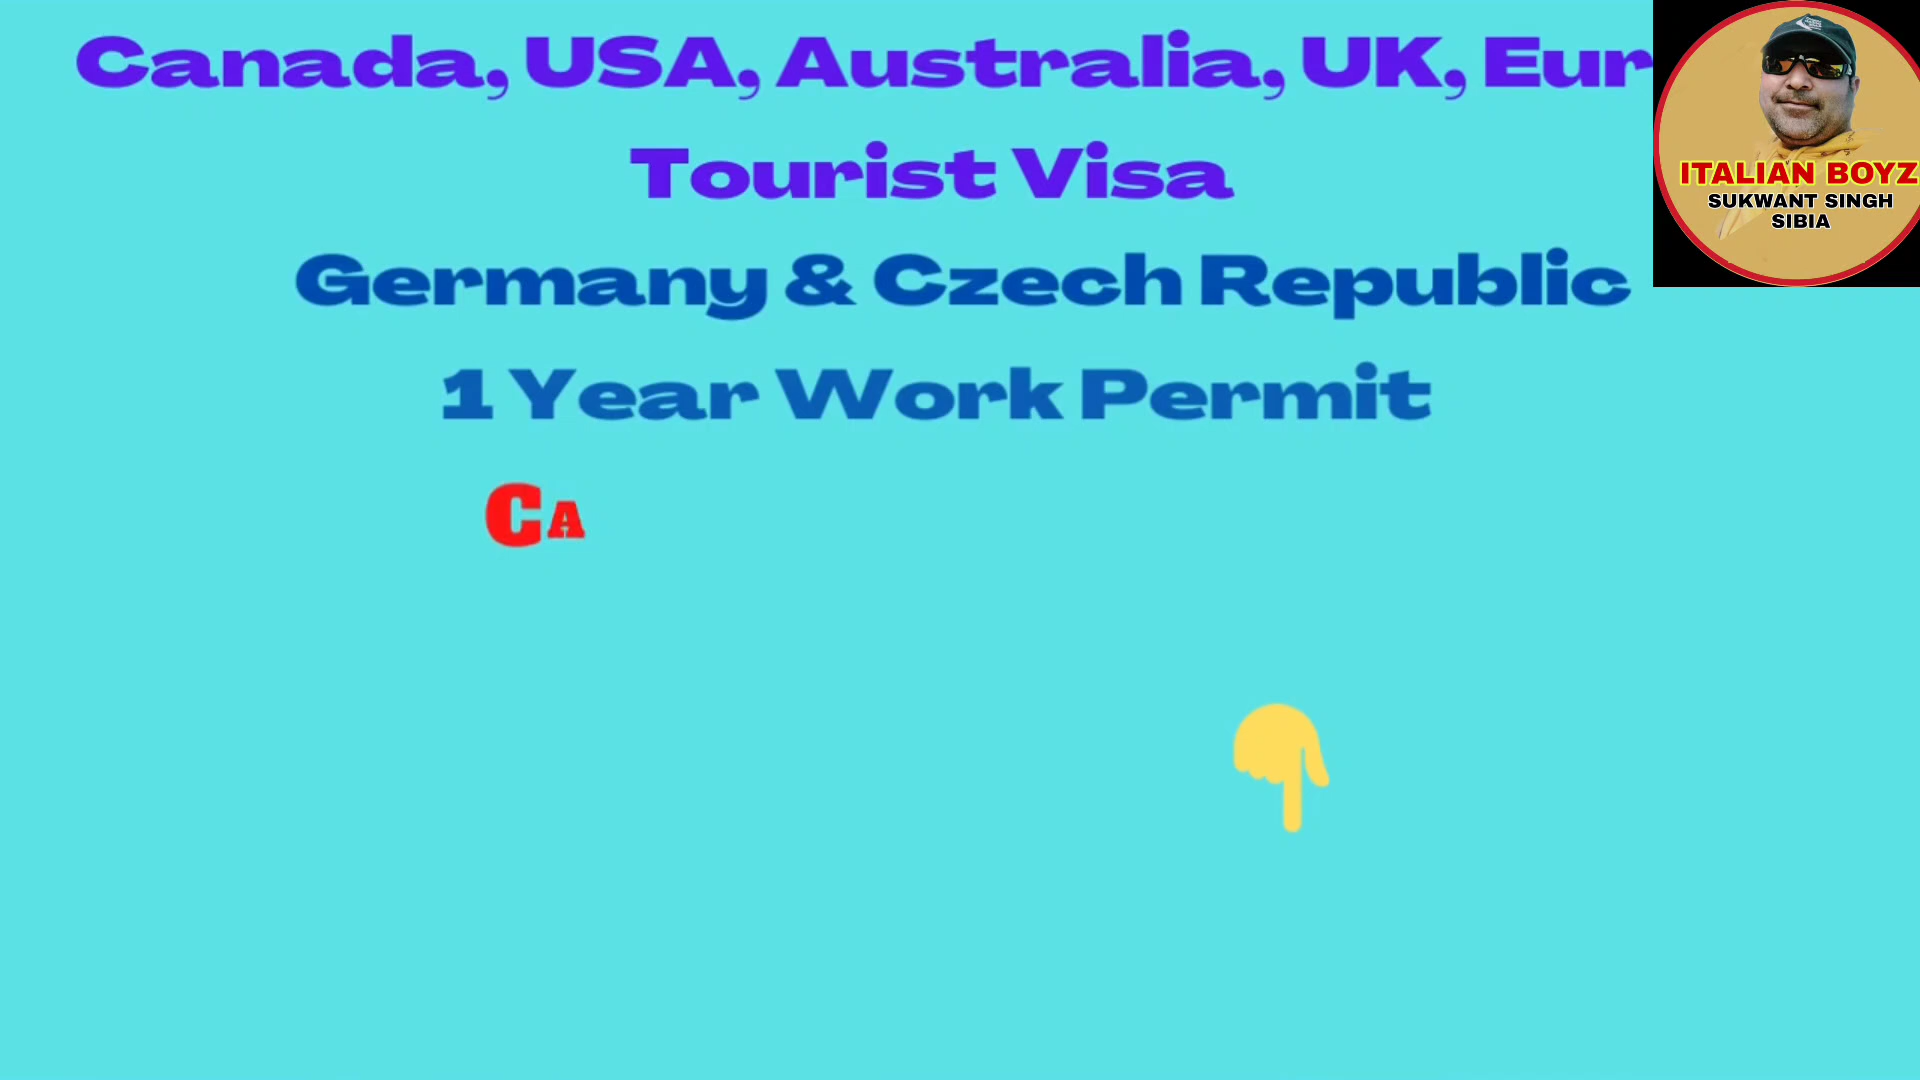 Canada, USA, Australia, UK, Eur
Tourist Visa
Germany & Czech Republic
1 Year Work Permit
CA
ITALIAN BOYZ
SUKWANT SINGH
SIBIA